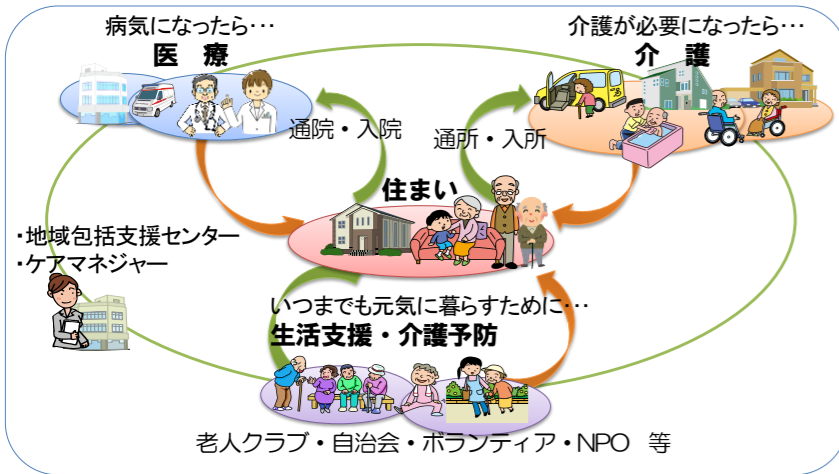 病気になったら･･･
医　療
介護が必要になったら･･･
介　護
通院・入院
通所・入所
住まい
・地域包括支援センター
・ケアマネジャー
いつまでも元気に暮らすために･･･
生活支援・介護予防
老人クラブ・自治会・ボランティア・NPO　等